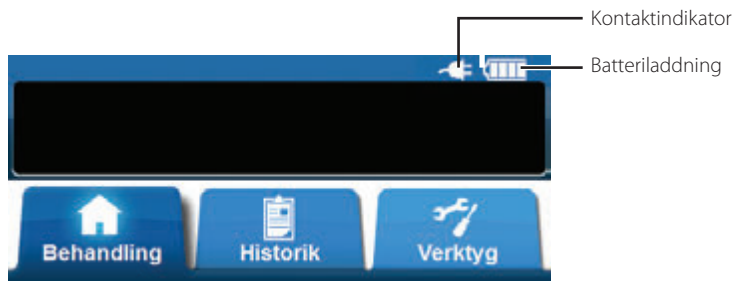 Kontaktindikator
Batteriladdning
Behandling
Historik
Verktyg